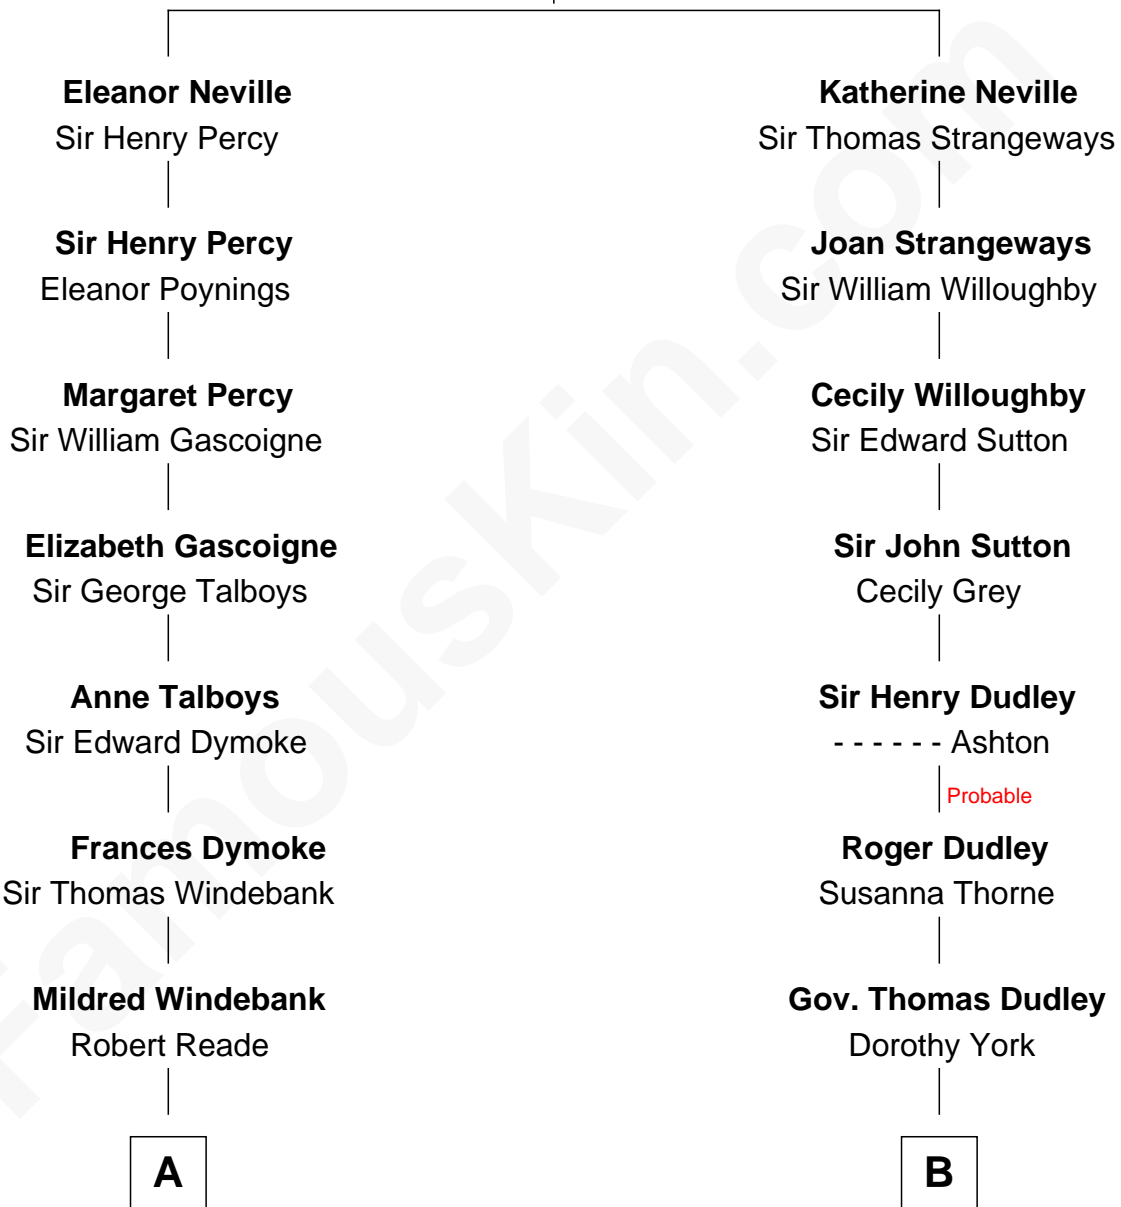 Eleanor Neville
Sir Henry Percy
Sir Henry Percy
Eleanor Poynings
Margaret Percy
Sir William Gascoigne
Elizabeth Gascoigne
Sir George Talboys
Anne Talboys
Sir Edward Dymoke
Frances Dymoke
Sir Thomas Windebank
Mildred Windebank
Robert Reade
A
Katherine Neville
Sir Thomas Strangeways
Joan Strangeways
Sir William Willoughby
Cecily Willoughby
Sir Edward Sutton
Sir John Sutton
Cecily Grey
Sir Henry Dudley
- - - - - - Ashton
Probable
Roger Dudley
Susanna Thorne
Gov. Thomas Dudley
Dorothy York
B
FamousKin.com